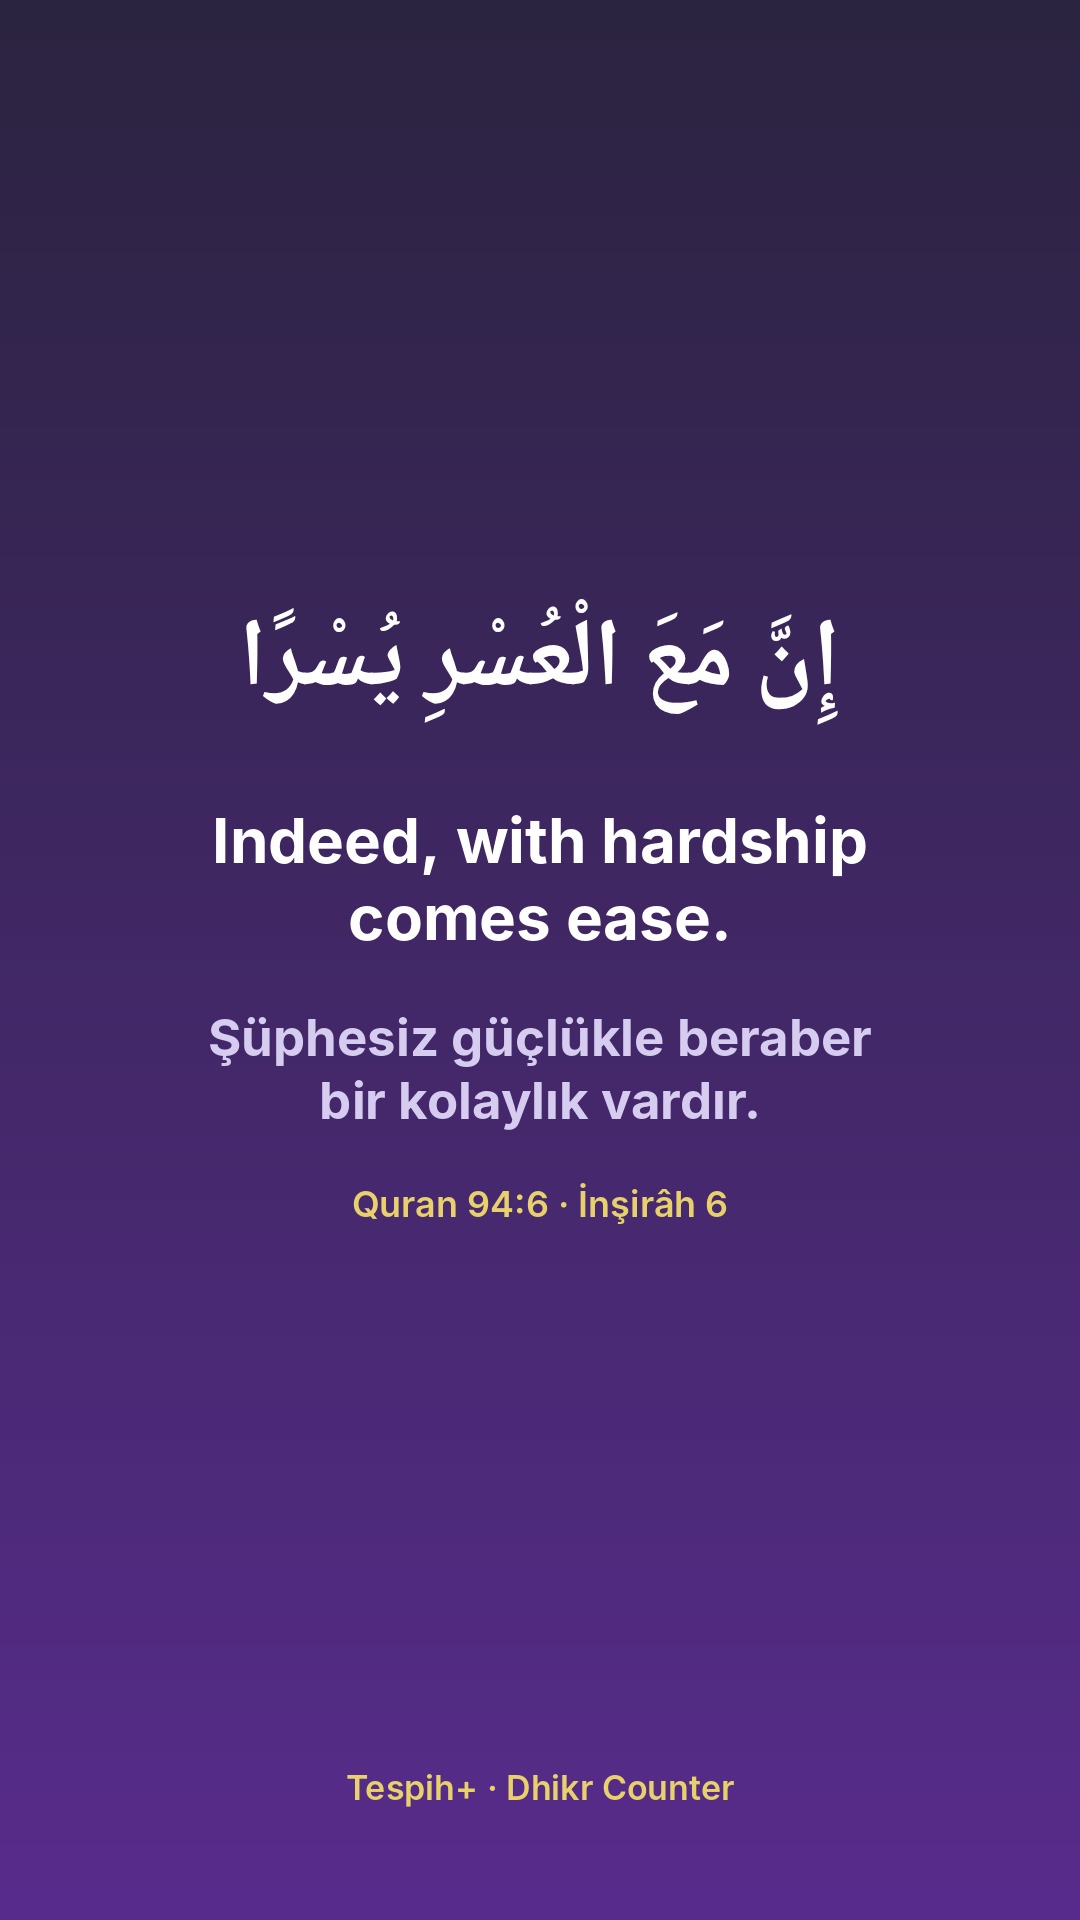 إِنَّ مَعَ الْعُسْرِ يُسْرًا
Indeed, with hardship
comes ease.
Şüphesiz güçlükle beraber
bir kolaylık vardır.
Quran 94:6 · İnşirâh 6
Tespih+ · Dhikr Counter